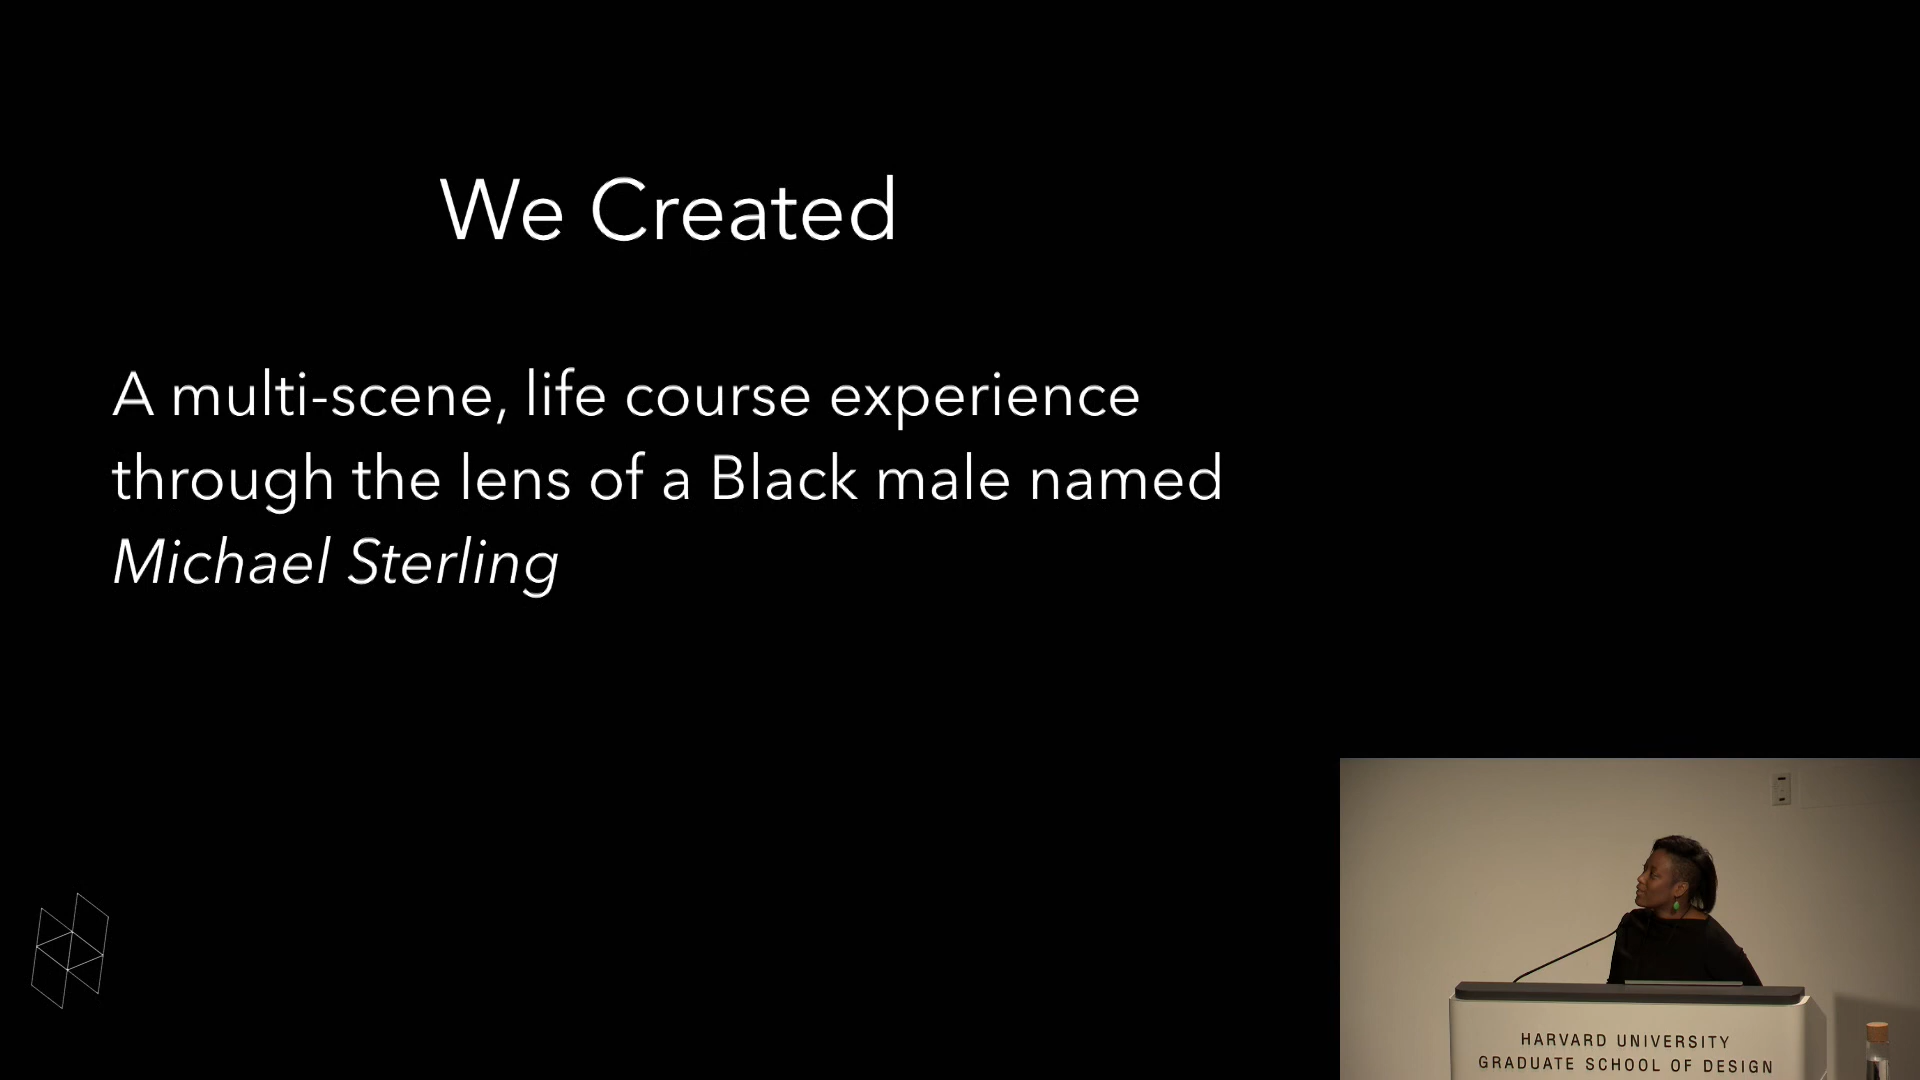 We Created
A multi-scene, life course experience
through the lens of a Black male named
Michael Sterling
HARVARD UNIVERSITY
GRADUATE SCHOOL OF DESIGN